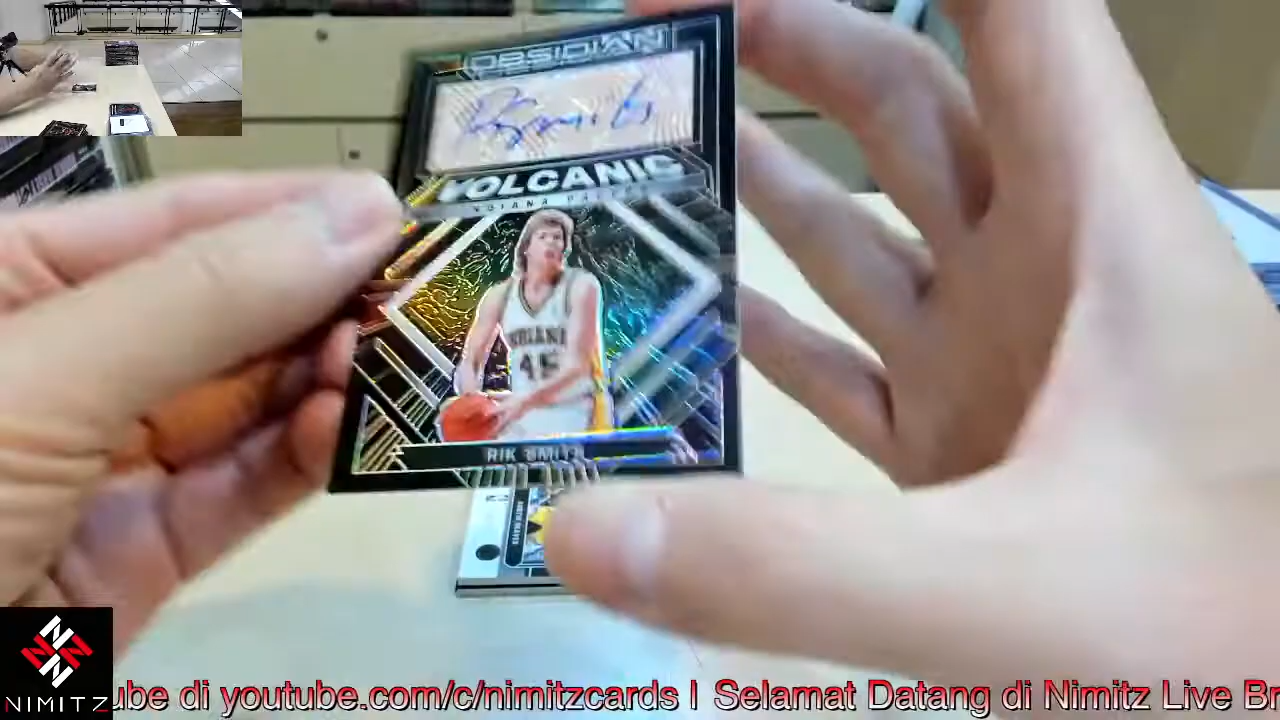 OBSIDIAN
VOLCANIC
INDIANA PACERS
INDIANA
45
RIK SMITS
NIMITZ
ube di youtube.com/c/nimitzcards | Selamat Datang di Nimitz Live Br